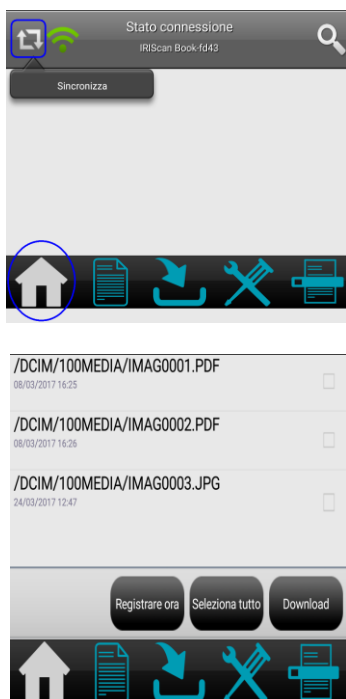 Stato connessione
IRIScan Book-fd43
Sincronizza
/DCIM/100MEDIA/IMAG0001.PDF
08/03/2017 16:25
/DCIM/100MEDIA/IMAG0002.PDF
08/03/2017 16:26
/DCIM/100MEDIA/IMAG0003.JPG
24/03/2017 12:47
Registrare ora Seleziona tutto Download